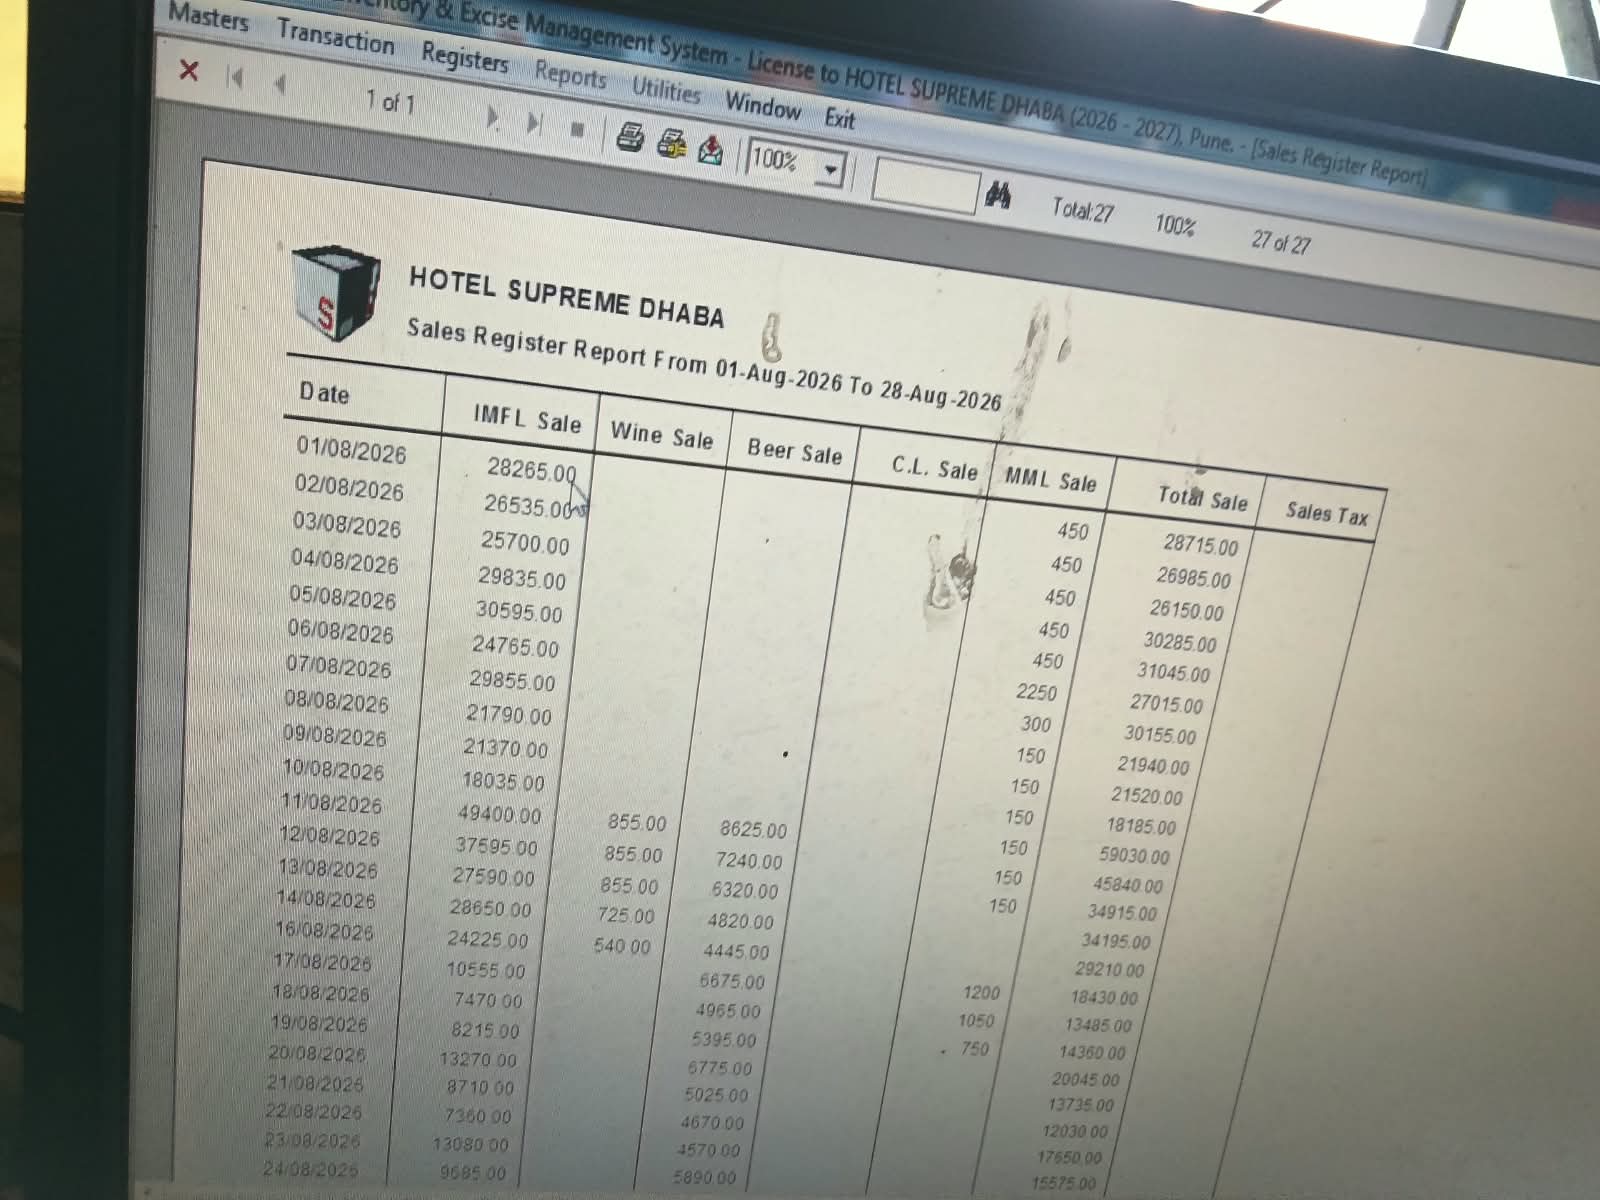 Inventory & Excise Management System - License to HOTEL SUPREME DHABA (2026 - 2027), Pune. - [Sales Register Report]
Masters Transaction Registers Reports Utilities Window Exit
1 of 1 100% Total:27 100% 27 of 27
S
HOTEL SUPREME DHABA
Sales Register Report From 01-Aug-2026 To 28-Aug-2026
Date IMFL Sale Wine Sale Beer Sale C.L. Sale MML Sale Total Sale Sales Tax
01/08/2026 28265.00 450 28715.00
02/08/2026 26535.00 450 26985.00
03/08/2026 25700.00 450 26150.00
04/08/2026 29835.00 450 30285.00
05/08/2026 30595.00 450 31045.00
06/08/2026 24765.00 2250 27015.00
07/08/2026 29855.00 300 30155.00
08/08/2026 21790.00 150 21940.00
09/08/2026 21370.00 150 21520.00
10/08/2026 18035.00 150 18185.00
11/08/2026 49400.00 855.00 8625.00 150 59030.00
12/08/2026 37595.00 855.00 7240.00 150 45840.00
13/08/2026 27590.00 855.00 6320.00 150 34915.00
14/08/2026 28650.00 725.00 4820.00 34195.00
16/08/2026 24225.00 540.00 4445.00 29210.00
17/08/2026 10555.00 6675.00 1200 18430.00
18/08/2026 7470.00 4965.00 1050 13485.00
19/08/2026 8215.00 5395.00 750 14360.00
20/08/2026 13270.00 6775.00 20045.00
21/08/2026 8710.00 5025.00 13735.00
22/08/2026 7360.00 4670.00 12030.00
23/08/2026 13080.00 4570.00 17650.00
24/08/2026 9685.00 5890.00 15575.00